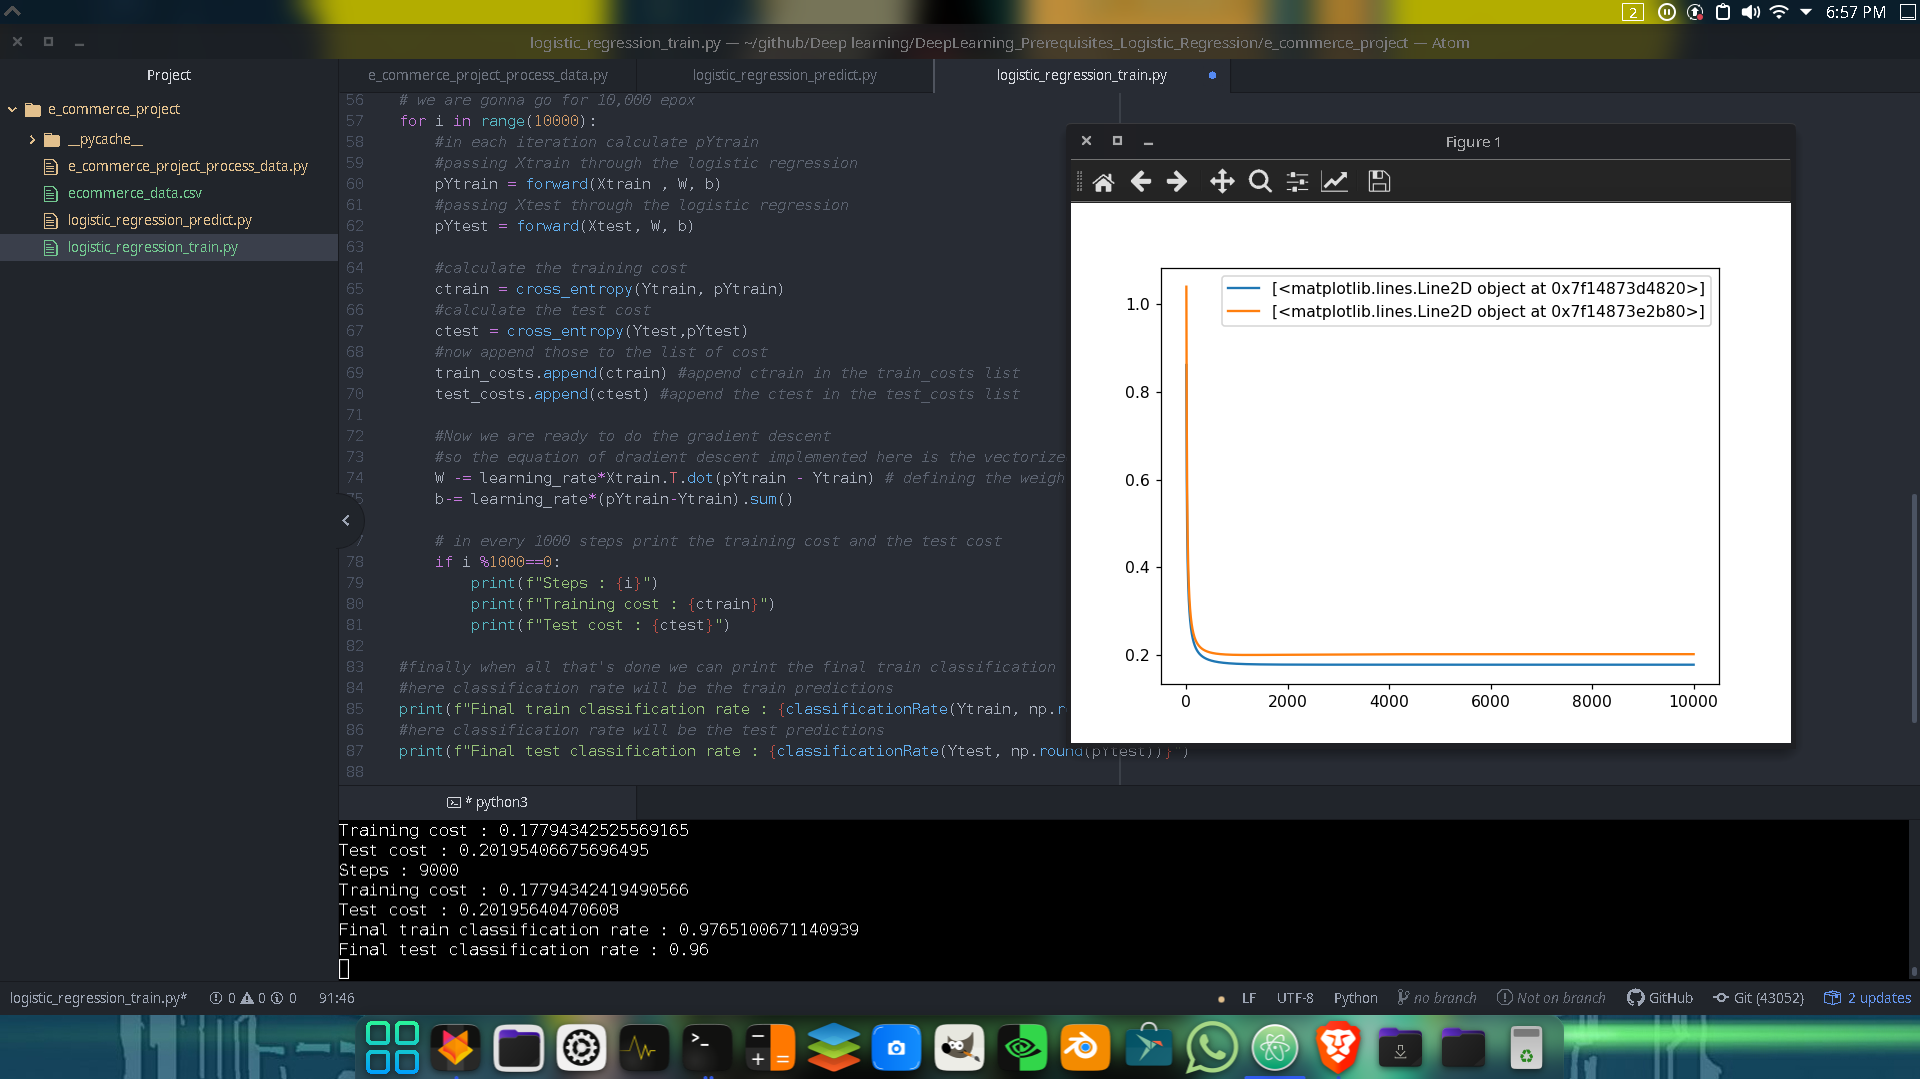 2
6:57 PM
logistic_regression_train.py — ~/github/Deep learning/DeepLearning_Prerequisites_Logistic_Regression/e_commerce_project — Atom
Project
e_commerce_project
__pycache__
e_commerce_project_process_data.py
ecommerce_data.csv
logistic_regression_predict.py
logistic_regression_train.py
e_commerce_project_process_data.py
logistic_regression_predict.py
logistic_regression_train.py
56 # we are gonna go for 10,000 epox
57 for i in range(10000):
58 #in each iteration calculate pYtrain
59 #passing Xtrain through the logistic regression
60 pYtrain = forward(Xtrain , W, b)
61 #passing Xtest through the logistic regression
62 pYtest = forward(Xtest, W, b)
63
64 #calculate the training cost
65 ctrain = cross_entropy(Ytrain, pYtrain)
66 #calculate the test cost
67 ctest = cross_entropy(Ytest,pYtest)
68 #now append those to the list of cost
69 train_costs.append(ctrain) #append ctrain in the train_costs list
70 test_costs.append(ctest) #append the ctest in the test_costs list
71
72 #Now we are ready to do the gradient descent
73 #so the equation of dradient descent implemented here is the vectorize
74 W -= learning_rate*Xtrain.T.dot(pYtrain - Ytrain) # defining the weigh
75 b-= learning_rate*(pYtrain-Ytrain).sum()
# in every 1000 steps print the training cost and the test cost
78 if i %1000==0:
79 print(f"Steps : {i}")
80 print(f"Training cost : {ctrain}")
81 print(f"Test cost : {ctest}")
82
83 #finally when all that's done we can print the final train classification
84 #here classification rate will be the train predictions
85 print(f"Final train classification rate : {classificationRate(Ytrain, np.r
86 #here classification rate will be the test predictions
87 print(f"Final test classification rate : {classificationRate(Ytest, np.round(pYtest))}")
88
Figure 1
[<matplotlib.lines.Line2D object at 0x7f14873d4820>]
[<matplotlib.lines.Line2D object at 0x7f14873e2b80>]
1.0
0.8
0.6
0.4
0.2
0 2000 4000 6000 8000 10000
* python3
Training cost : 0.17794342525569165
Test cost : 0.20195406675696495
Steps : 9000
Training cost : 0.17794342419490566
Test cost : 0.20195640470608
Final train classification rate : 0.9765100671140939
Final test classification rate : 0.96
logistic_regression_train.py* 0 0 0 91:46
LF UTF-8 Python no branch Not on branch GitHub Git (43052) 2 updates